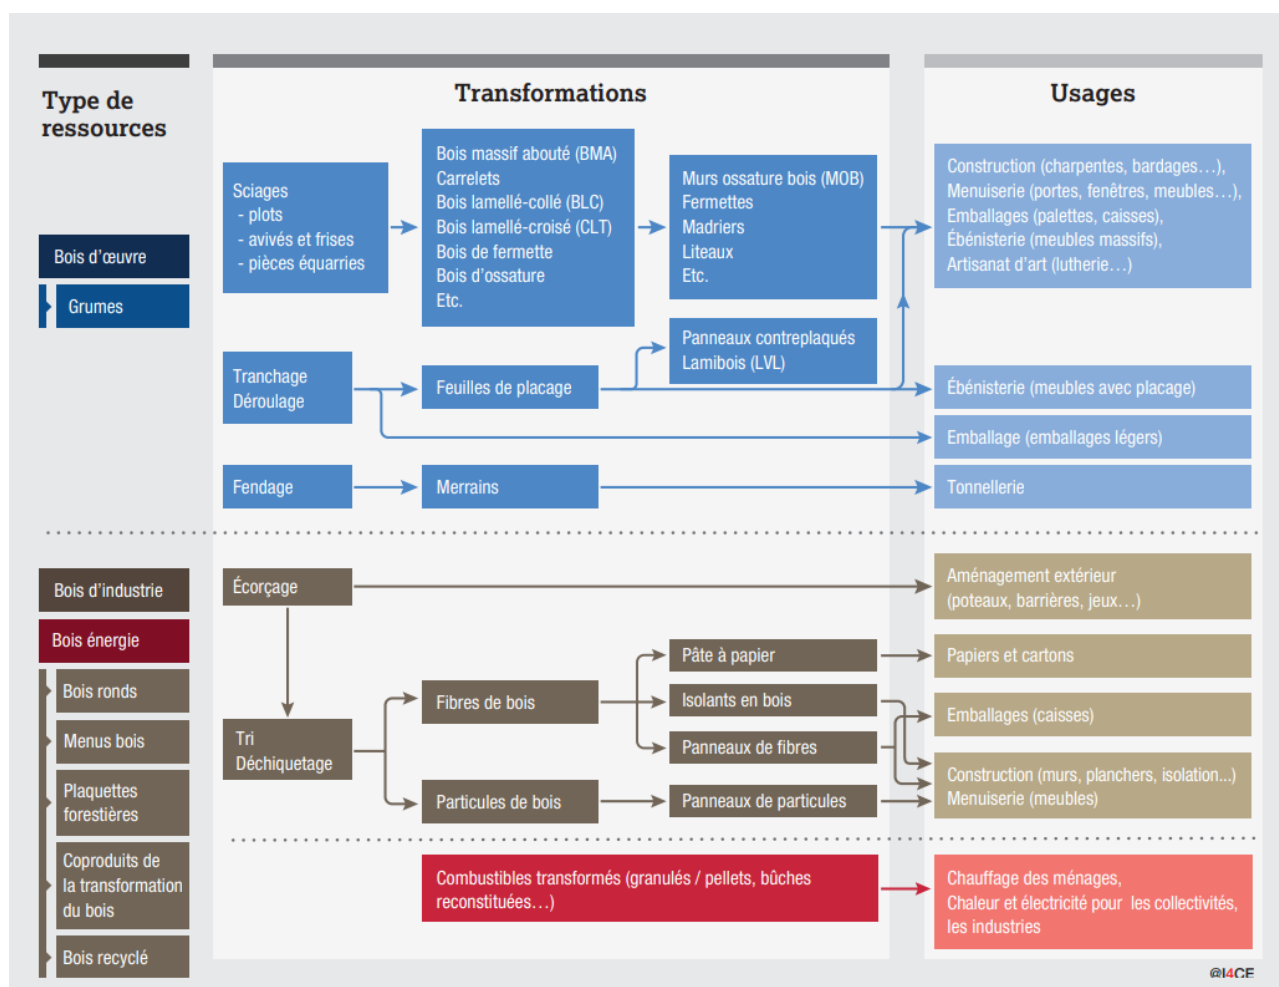 Type de
ressources
Transformations
Usages
Bois d’œuvre
Grumes
Sciages
- plots
- avivés et frises
- pièces équarries
Bois massif abouté (BMA)
Carrelets
Bois lamellé-collé (BLC)
Bois lamellé-croisé (CLT)
Bois de fermette
Bois d’ossature
Etc.
Murs ossature bois (MOB)
Fermettes
Madriers
Liteaux
Etc.
Construction (charpentes, bardages…),
Menuiserie (portes, fenêtres, meubles…),
Emballages (palettes, caisses),
Ébénisterie (meubles massifs),
Artisanat d’art (lutherie…)
Panneaux contreplaqués
Lamibois (LVL)
Tranchage
Déroulage
Feuilles de placage
Ébénisterie (meubles avec placage)
Emballage (emballages légers)
Fendage
Merrains
Tonnellerie
Bois d’industrie
Bois énergie
Bois ronds
Menus bois
Plaquettes
forestières
Coproduits de
la transformation
du bois
Bois recyclé
Écorçage
Aménagement extérieur
(poteaux, barrières, jeux…)
Tri
Déchiquetage
Fibres de bois
Particules de bois
Pâte à papier
Isolants en bois
Panneaux de fibres
Panneaux de particules
Papiers et cartons
Emballages (caisses)
Construction (murs, planchers, isolation...)
Menuiserie (meubles)
Combustibles transformés (granulés / pellets, bûches
reconstituées…)
Chauffage des ménages,
Chaleur et électricité pour les collectivités,
les industries
@I4CE